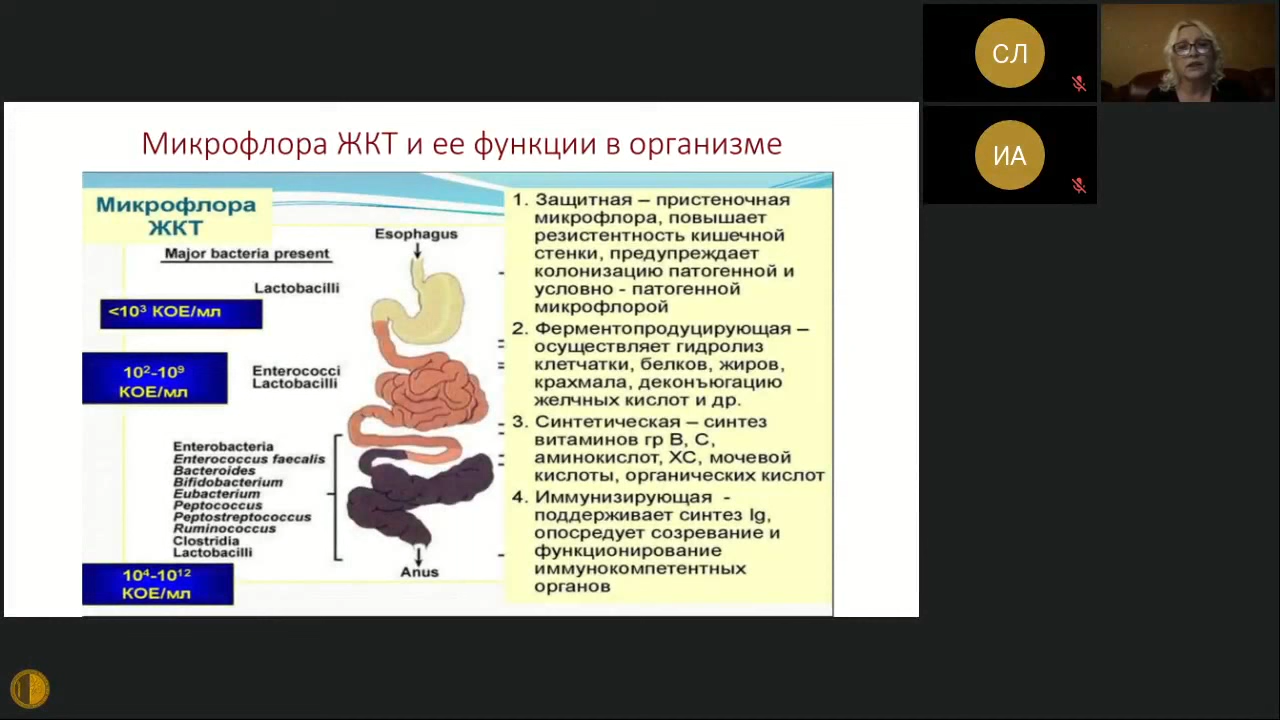 Микрофлора ЖКТ и ее функции в организме
Микрофлора
ЖКТ
Major bacteria present
Esophagus
Lactobacilli
<10³ КОЕ/мл
10²-10⁹
КОЕ/мл
Enterococci
Lactobacilli
Enterobacteria
Enterococcus faecalis
Bacteroides
Bifidobacterium
Eubacterium
Peptococcus
Peptostreptococcus
Ruminococcus
Clostridia
Lactobacilli
10⁴-10¹²
КОЕ/мл
Anus
1. Защитная – пристеночная
микрофлора, повышает
резистентность кишечной
стенки, предупреждает
колонизацию патогенной и
условно - патогенной
микрофлорой
2. Ферментопродуцирующая –
осуществляет гидролиз
клетчатки, белков, жиров,
крахмала, деконъюгацию
желчных кислот и др.
3. Синтетическая – синтез
витаминов гр В, С,
аминокислот, ХС, мочевой
кислоты, органических кислот
4. Иммунизирующая -
поддерживает синтез Ig,
опосредует созревание и
функционирование
иммунокомпетентных
органов
СЛ
ИА